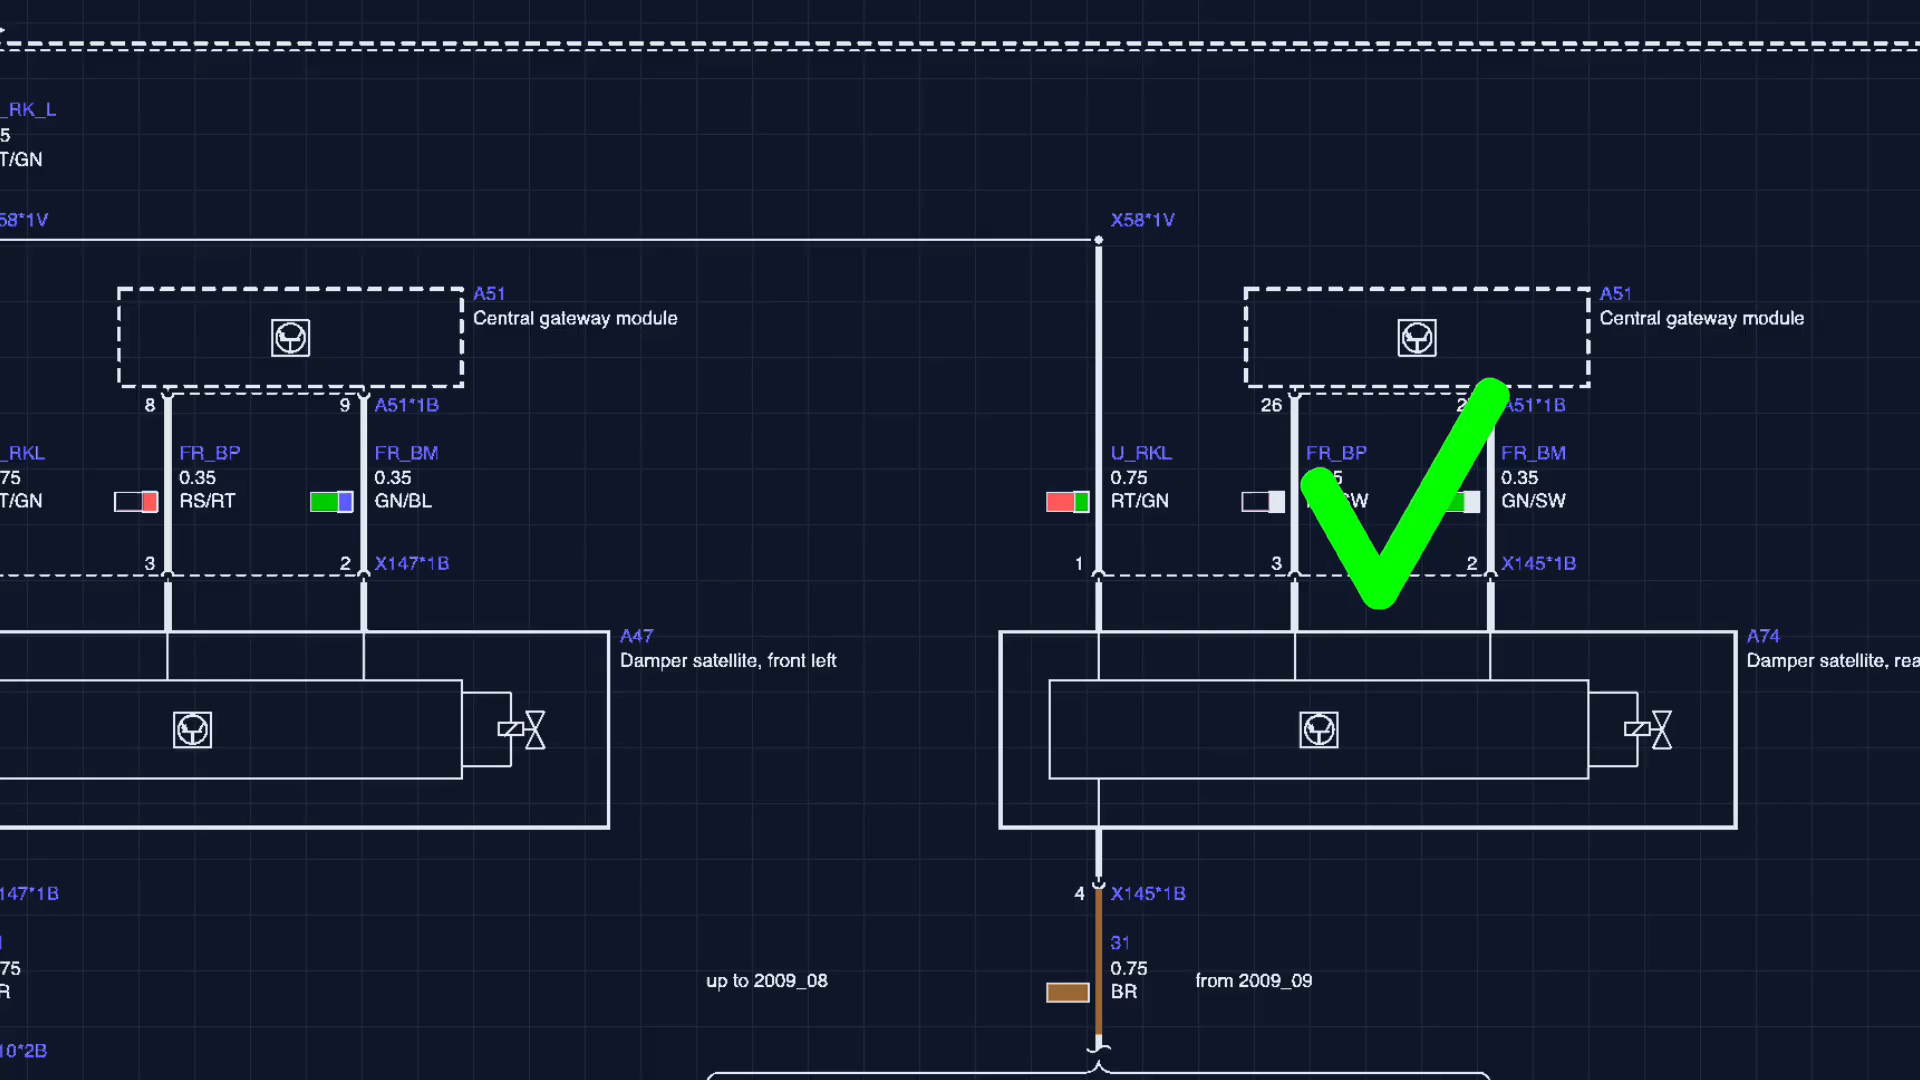 _RK_L
5
T/GN
58*1V
X58*1V
A51
Central gateway module
A51
Central gateway module
8
9
A51*1B
26
A51*1B
_RKL
75
T/GN
FR_BP
0.35
RS/RT
FR_BM
0.35
GN/BL
U_RKL
0.75
RT/GN
FR_BP
FR_BM
0.35
GN/SW
3
2
X147*1B
1
3
2
X145*1B
A47
Damper satellite, front left
A74
Damper satellite, rea
147*1B
4
X145*1B
75
R
31
0.75
BR
up to 2009_08
from 2009_09
10*2B